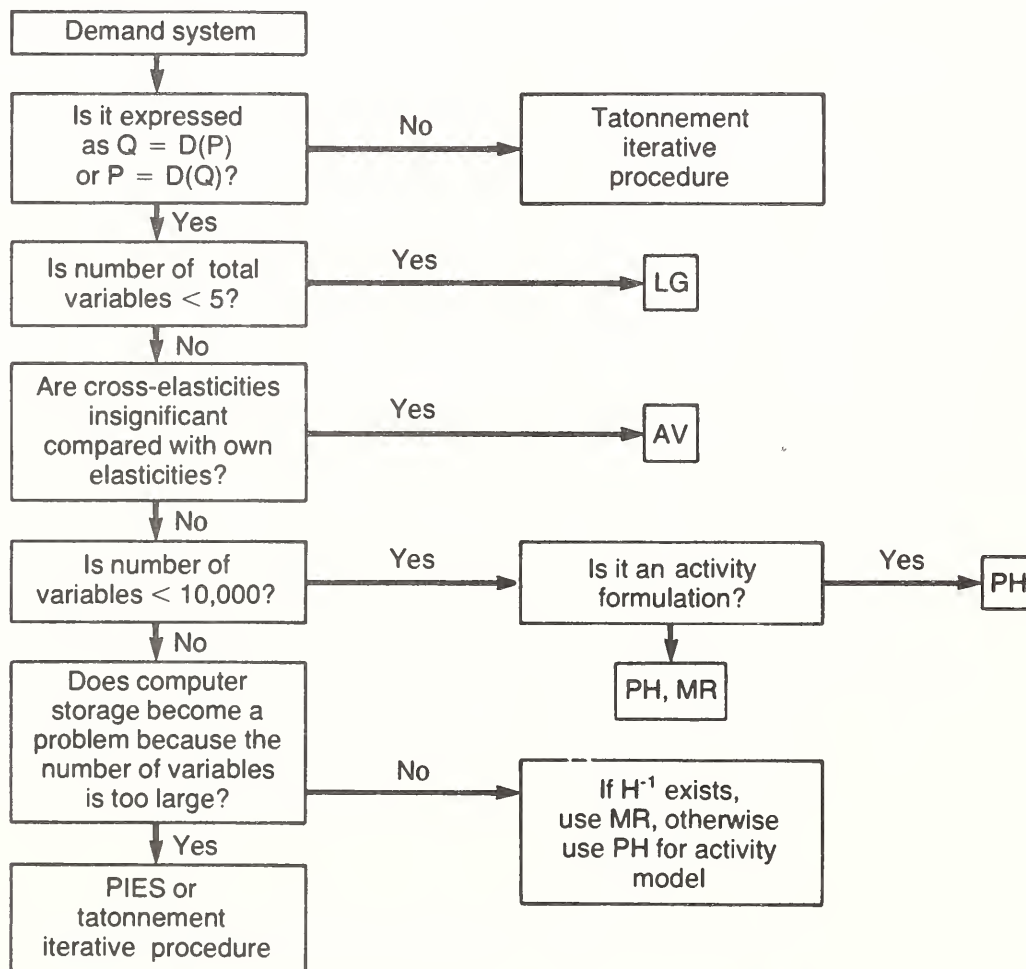 Demand system
Is it expressed
as Q = D(P)
or P = D(Q)?
No
Tatonnement
iterative
procedure
Yes
Is number of total
variables < 5?
Yes
LG
No
Are cross-elasticities
insignificant
compared with own
elasticities?
Yes
AV
No
Is number of
variables < 10,000?
Yes
Is it an activity
formulation?
Yes
PH
PH, MR
No
Does computer
storage become a
problem because the
number of variables
is too large?
No
If H⁻¹ exists,
use MR, otherwise
use PH for activity
model
Yes
PIES or
tatonnement
iterative procedure